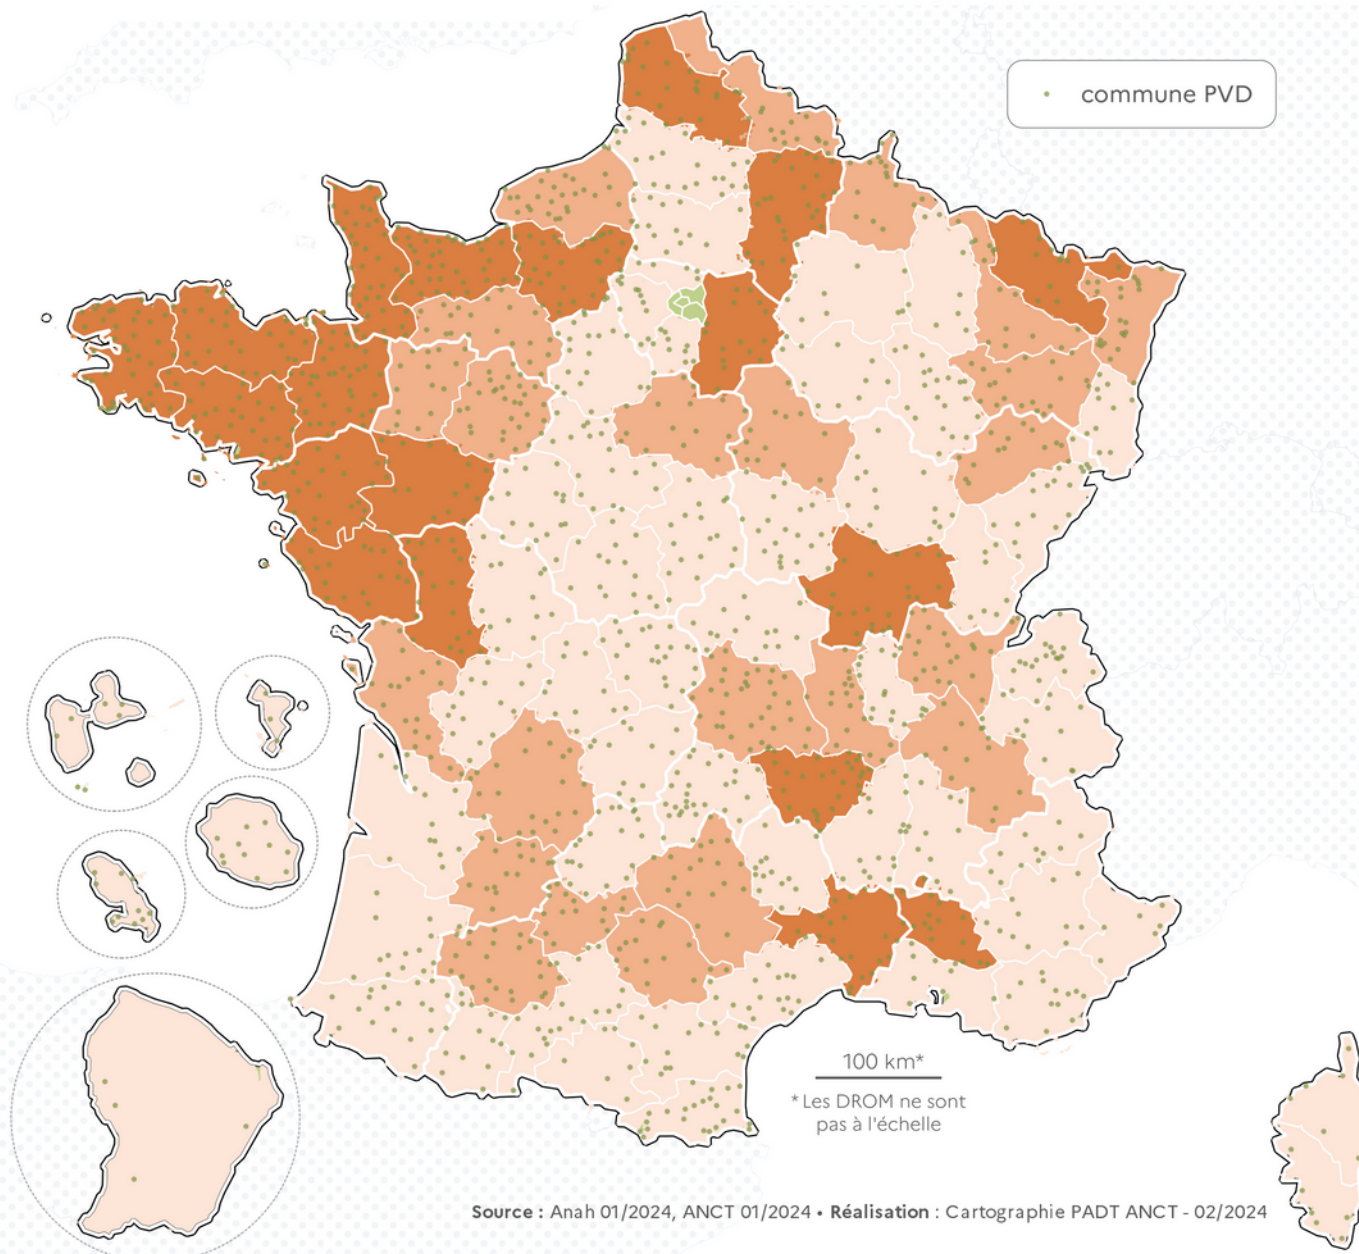 commune PVD
100 km*
* Les DROM ne sont
pas à l'échelle
Source : Anah 01/2024, ANCT 01/2024 • Réalisation : Cartographie PADT ANCT - 02/2024